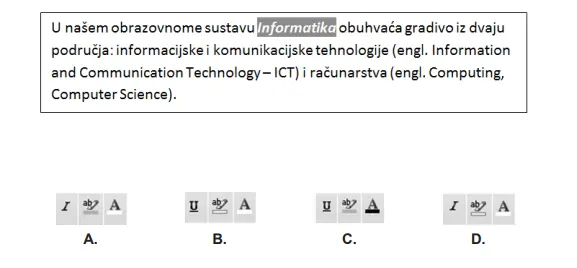 U našem obrazovnome sustavu Informatika obuhvaća gradivo iz dvaju
područja: informacijske i komunikacijske tehnologije (engl. Information
and Communication Technology – ICT) i računarstva (engl. Computing,
Computer Science).
I ab A U ab A U ab A I ab A
A. B. C. D.